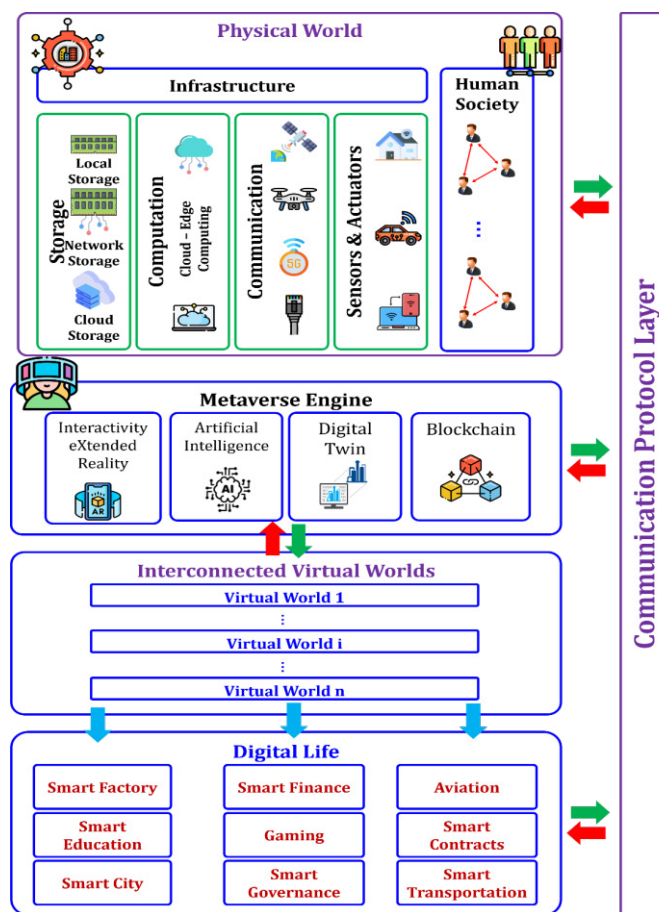 Physical World
Infrastructure
Human
Society
Storage
Local
Storage
Network
Storage
Cloud
Storage
Computation
Cloud – Edge
Computing
Communication
5G
Sensors & Actuators
...
Metaverse Engine
Interactivity
eXtended
Reality
AR
Artificial
Intelligence
AI
Digital
Twin
Blockchain
Interconnected Virtual Worlds
Virtual World 1
...
Virtual World i
...
Virtual World n
Digital Life
Smart Factory
Smart Finance
Aviation
Smart
Education
Gaming
Smart
Contracts
Smart City
Smart
Governance
Smart
Transportation
Communication Protocol Layer